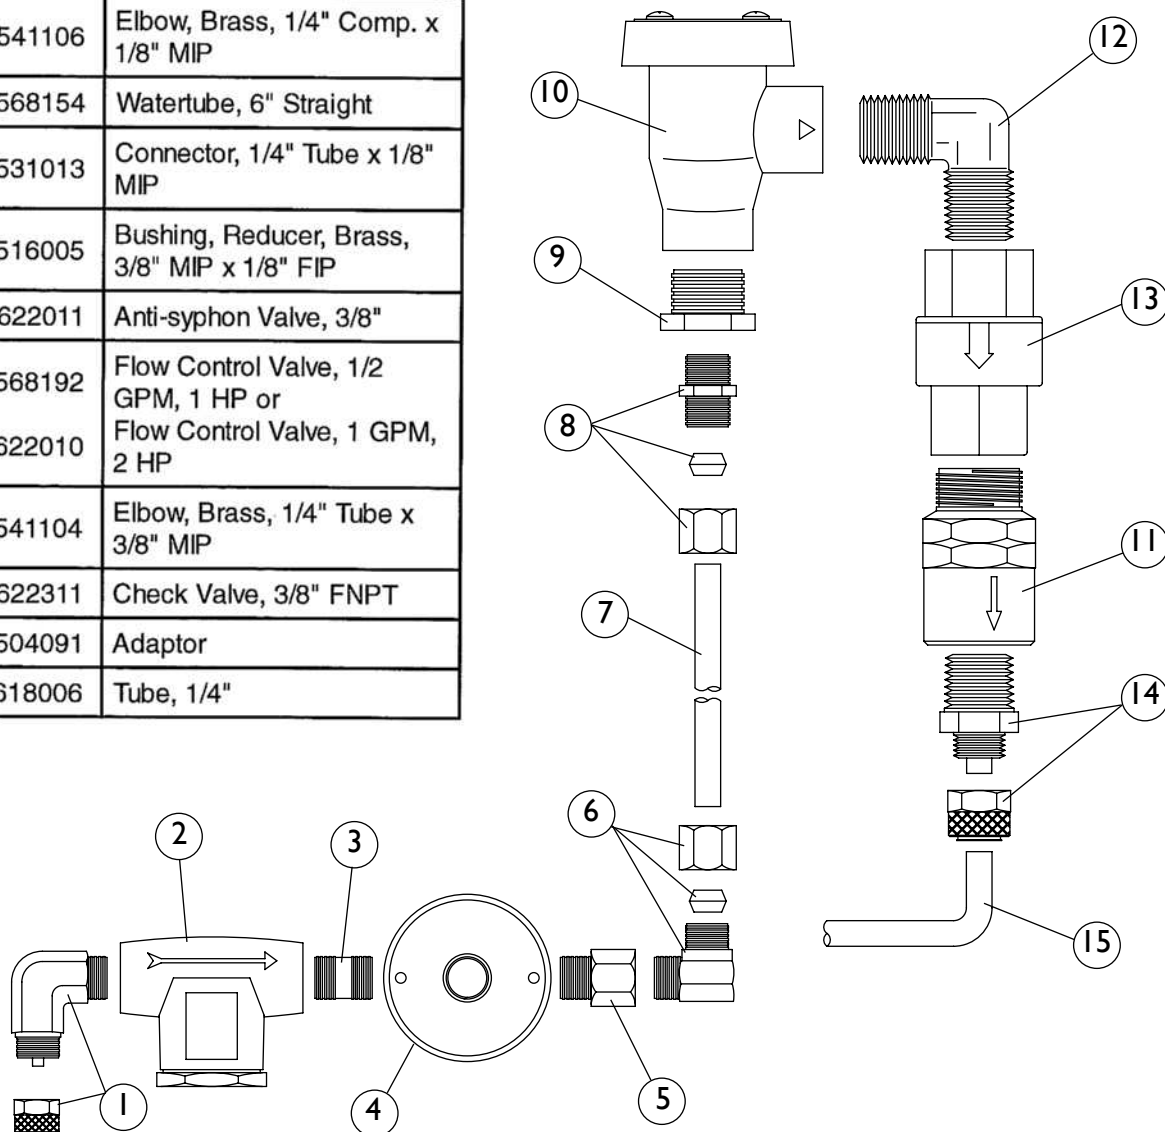 541106 Elbow, Brass, 1/4" Comp. x
1/8" MIP
568154 Watertube, 6" Straight
531013 Connector, 1/4" Tube x 1/8"
MIP
516005 Bushing, Reducer, Brass,
3/8" MIP x 1/8" FIP
622011 Anti-syphon Valve, 3/8"
568192 Flow Control Valve, 1/2
GPM, 1 HP or
622010 Flow Control Valve, 1 GPM,
2 HP
541104 Elbow, Brass, 1/4" Tube x
3/8" MIP
622311 Check Valve, 3/8" FNPT
504091 Adaptor
618006 Tube, 1/4"
12
10
9
13
8
11
7
14
6
2
3
15
1
4
5